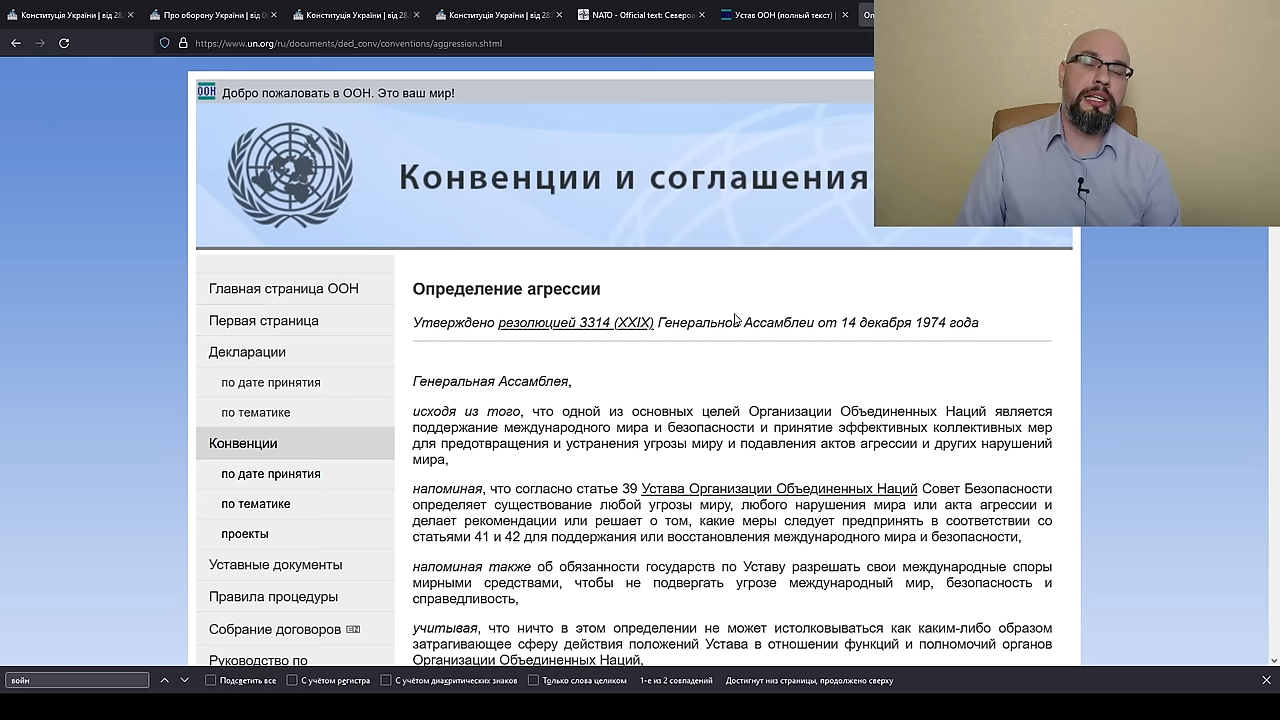 Конституція України | від 28.
Про оборону України | від 0
Конституція України | від 28.
Конституція України | від 28.
NATO - Official text: Северо
Устав ООН (полный текст) |
Оп
https://www.un.org/ru/documents/decl_conv/conventions/aggression.shtml
ООН Добро пожаловать в ООН. Это ваш мир!
Конвенции и соглашения
Главная страница ООН
Первая страница
Декларации
по дате принятия
по тематике
Конвенции
по дате принятия
по тематике
проекты
Уставные документы
Правила процедуры
Собрание договоров
Руководство по
Определение агрессии
Утверждено резолюцией 3314 (XXIX) Генеральной Ассамблеи от 14 декабря 1974 года
Генеральная Ассамблея,
исходя из того, что одной из основных целей Организации Объединенных Наций является
поддержание международного мира и безопасности и принятие эффективных коллективных мер
для предотвращения и устранения угрозы миру и подавления актов агрессии и других нарушений
мира,
напоминая, что согласно статье 39 Устава Организации Объединенных Наций Совет Безопасности
определяет существование любой угрозы миру, любого нарушения мира или акта агрессии и
делает рекомендации или решает о том, какие меры следует предпринять в соответствии со
статьями 41 и 42 для поддержания или восстановления международного мира и безопасности,
напоминая также об обязанности государств по Уставу разрешать свои международные споры
мирными средствами, чтобы не подвергать угрозе международный мир, безопасность и
справедливость,
учитывая, что ничто в этом определении не может истолковываться как каким-либо образом
затрагивающее сферу действия положений Устава в отношении функций и полномочий органов
Организации Объединенных Наций,
войн
Подсветить все
С учётом регистра
С учётом диакритических знаков
Только слова целиком
1-е из 2 совпадений
Достигнут низ страницы, продолжено сверху